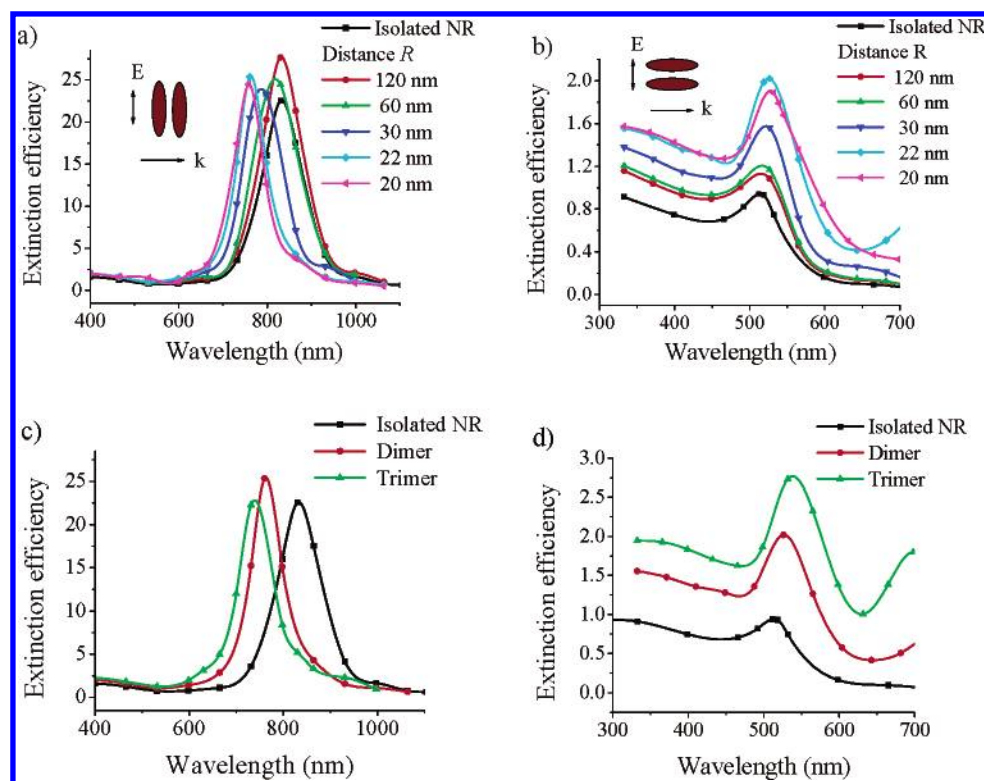 a)
Isolated NR
Distance R
120 nm
60 nm
30 nm
22 nm
20 nm
E
k
25
20
15
10
5
0
400 600 800 1000
Extinction efficiency
Wavelength (nm)
b)
Isolated NR
Distance R
120 nm
60 nm
30 nm
22 nm
20 nm
E
k
2.0
1.6
1.2
0.8
0.4
0.0
300 400 500 600 700
Extinction efficiency
Wavelength (nm)
c)
Isolated NR
Dimer
Trimer
25
20
15
10
5
0
400 600 800 1000
Extinction efficiency
Wavelength (nm)
d)
Isolated NR
Dimer
Trimer
3.0
2.5
2.0
1.5
1.0
0.5
0.0
300 400 500 600 700
Extinction efficiency
Wavelength (nm)